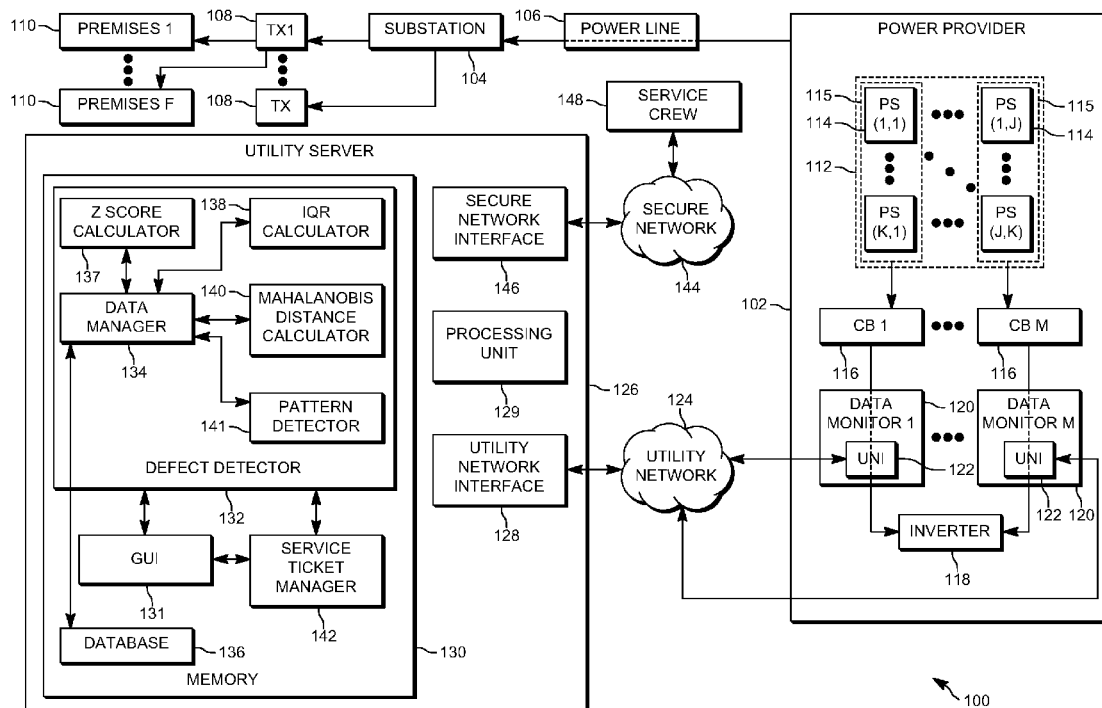 110
PREMISES 1
108
TX1
SUBSTATION
104
106
POWER LINE
112
POWER PROVIDER
110
PREMISES F
108
TX
148
SERVICE
CREW
115
114
PS
(1,1)
PS
(1,J)
115
114
112
PS
(K,1)
PS
(J,K)
UTILITY SERVER
138
Z SCORE
CALCULATOR
137
IQR
CALCULATOR
SECURE
NETWORK
INTERFACE
146
SECURE
NETWORK
144
140
DATA
MANAGER
134
MAHALANOBIS
DISTANCE
CALCULATOR
PROCESSING
UNIT
129
102
CB 1
116
CB M
116
141
PATTERN
DETECTOR
126
124
DEFECT DETECTOR
132
UTILITY
NETWORK
INTERFACE
128
UTILITY
NETWORK
DATA
MONITOR 1
120
UNI
122
DATA
MONITOR M
UNI
122
120
GUI
131
SERVICE
TICKET
MANAGER
142
INVERTER
118
DATABASE
136
130
MEMORY
100